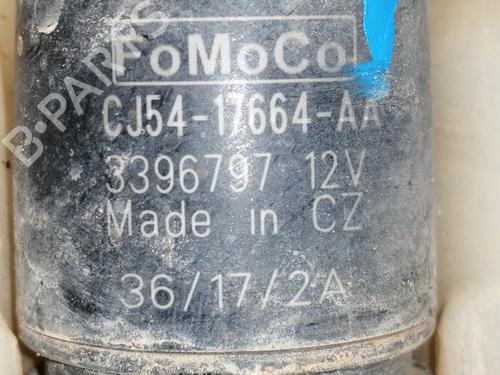 FoMoCo
CJ54-17664-AA
3396797 12V
Made in CZ
36/17/2A
B-PARTS